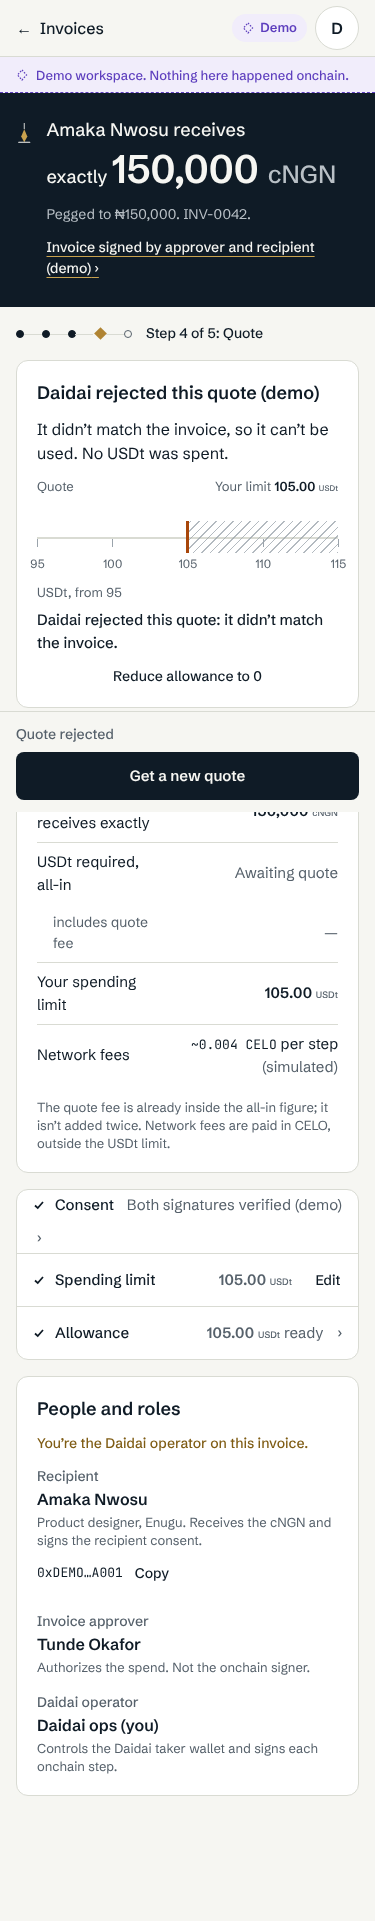 ← Invoices
Demo
D
Demo workspace. Nothing here happened onchain.
Amaka Nwosu receives
exactly 150,000 cNGN
Pegged to ₦150,000. INV-0042.
Invoice signed by approver and recipient
(demo) ›
Step 4 of 5: Quote
Daidai rejected this quote (demo)
It didn’t match the invoice, so it can’t be
used. No USDt was spent.
Quote
Your limit 105.00 USDt
95 100 105 110 115
USDt, from 95
Daidai rejected this quote: it didn’t match
the invoice.
Reduce allowance to 0
Quote rejected
Get a new quote
receives exactly
150,000 cNGN
USDt required,
all-in
Awaiting quote
includes quote
fee
—
Your spending
limit
105.00 USDt
Network fees
~0.004 CELO per step
(simulated)
The quote fee is already inside the all-in figure; it
isn’t added twice. Network fees are paid in CELO,
outside the USDt limit.
Consent Both signatures verified (demo)
›
Spending limit 105.00 USDt Edit
Allowance 105.00 USDt ready ›
People and roles
You’re the Daidai operator on this invoice.
Recipient
Amaka Nwosu
Product designer, Enugu. Receives the cNGN and
signs the recipient consent.
0xDEMO…A001 Copy
Invoice approver
Tunde Okafor
Authorizes the spend. Not the onchain signer.
Daidai operator
Daidai ops (you)
Controls the Daidai taker wallet and signs each
onchain step.